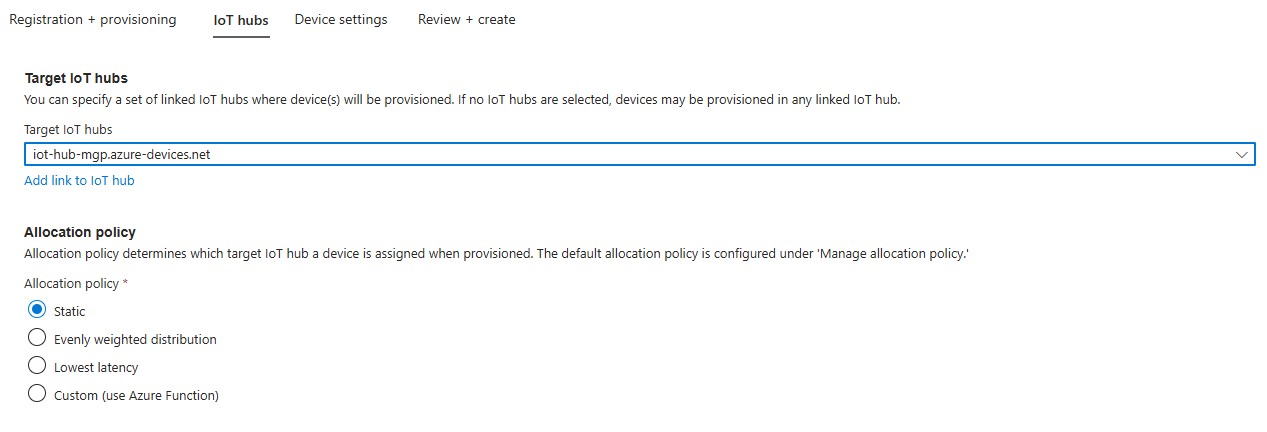 Registration + provisioning IoT hubs Device settings Review + create
Target IoT hubs
You can specify a set of linked IoT hubs where device(s) will be provisioned. If no IoT hubs are selected, devices may be provisioned in any linked IoT hub.
Target IoT hubs
iot-hub-mgp.azure-devices.net
Add link to IoT hub
Allocation policy
Allocation policy determines which target IoT hub a device is assigned when provisioned. The default allocation policy is configured under 'Manage allocation policy.'
Allocation policy *
Static
Evenly weighted distribution
Lowest latency
Custom (use Azure Function)